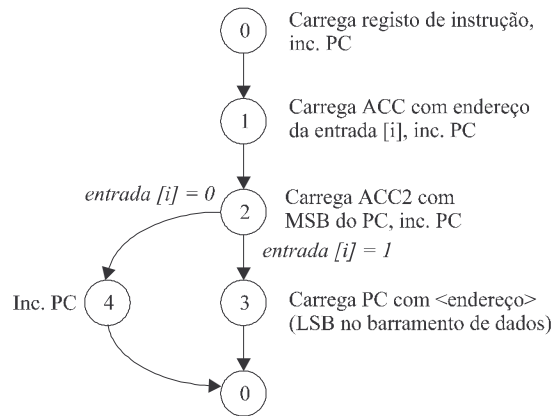 0
Carrega registo de instrução,
inc. PC
1
Carrega ACC com endereço
da entrada [i], inc. PC
entrada [i] = 0
2
Carrega ACC2 com
MSB do PC, inc. PC
entrada [i] = 1
Inc. PC
4
3
Carrega PC com <endereço>
(LSB no barramento de dados)
0